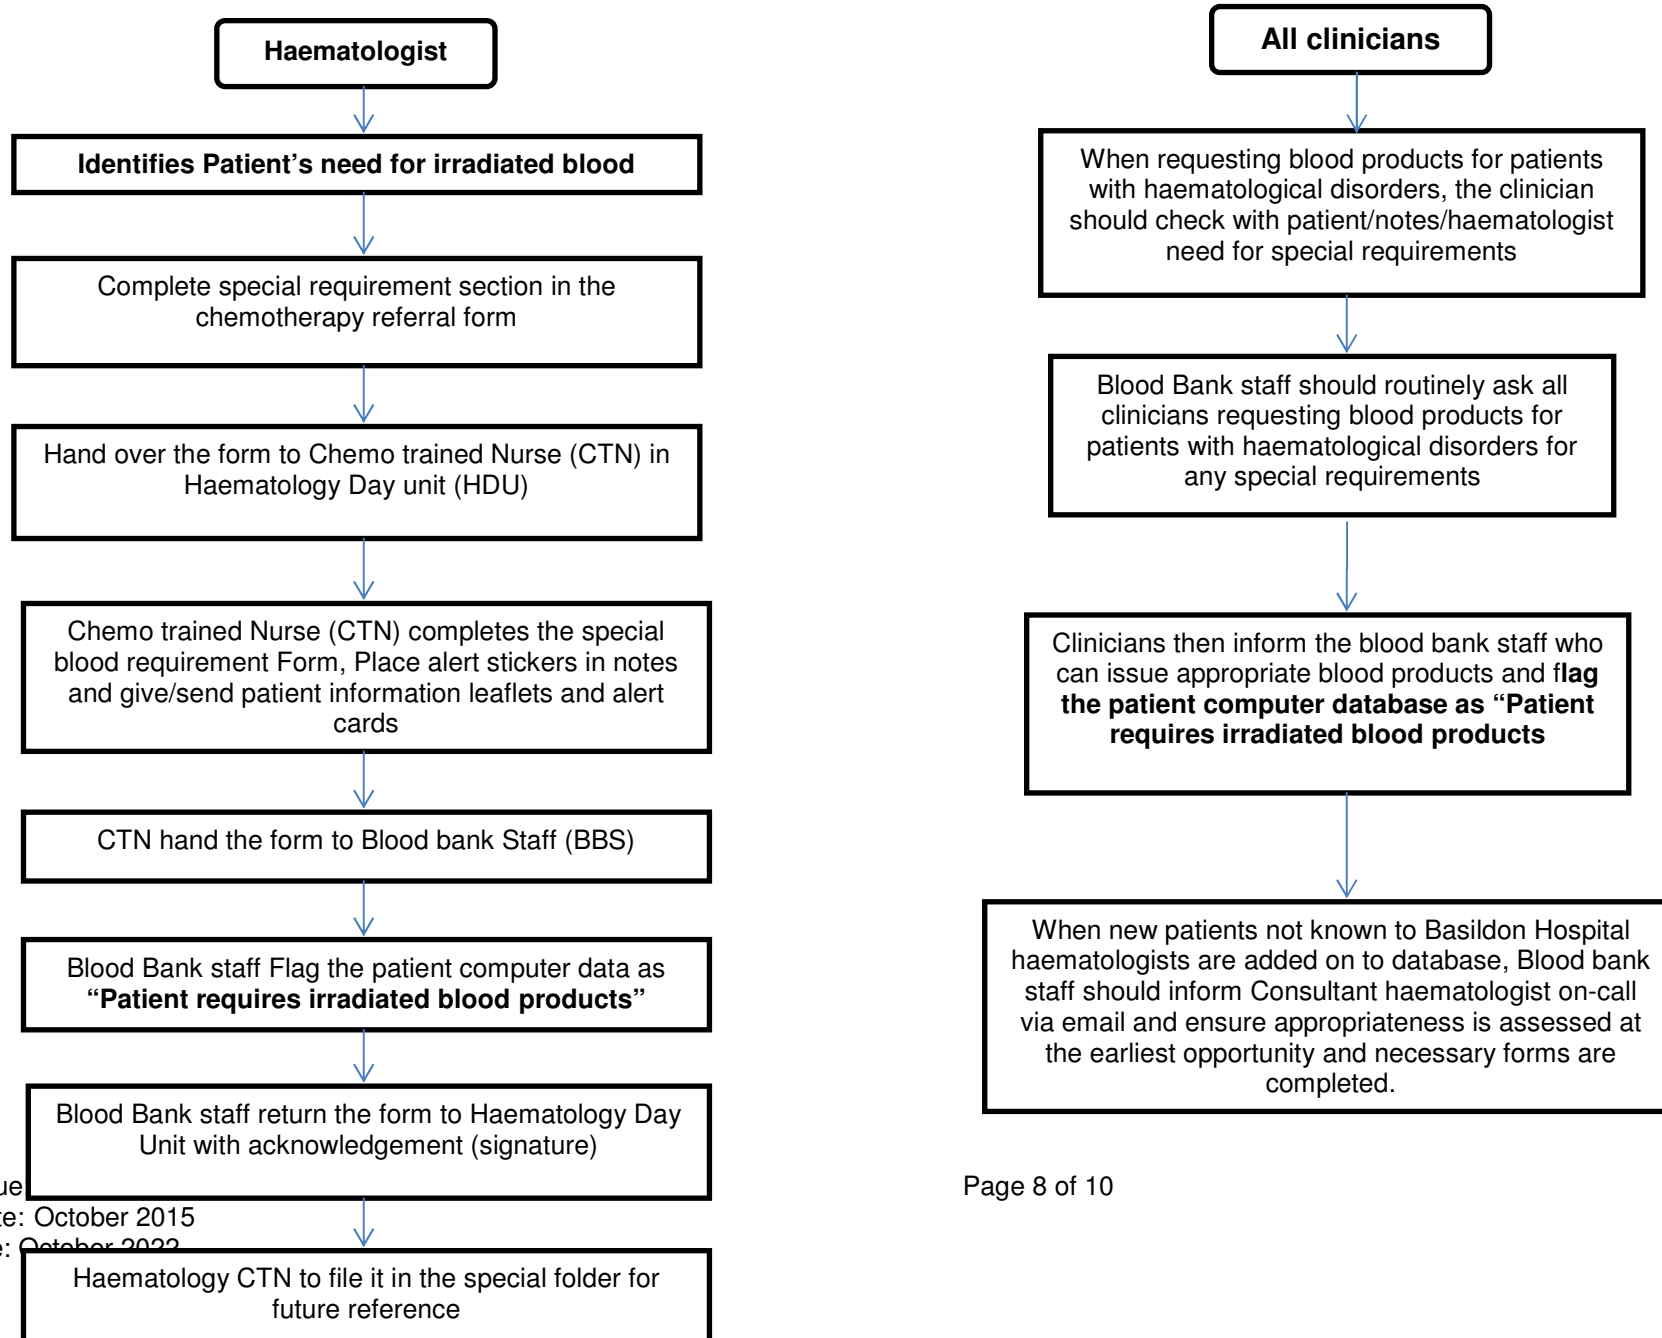 Haematologist
Identifies Patient’s need for irradiated blood
Complete special requirement section in the
chemotherapy referral form
Hand over the form to Chemo trained Nurse (CTN) in
Haematology Day unit (HDU)
Chemo trained Nurse (CTN) completes the special
blood requirement Form, Place alert stickers in notes
and give/send patient information leaflets and alert
cards
CTN hand the form to Blood bank Staff (BBS)
Blood Bank staff Flag the patient computer data as
“Patient requires irradiated blood products”
Blood Bank staff return the form to Haematology Day
Unit with acknowledgement (signature)
Haematology CTN to file it in the special folder for
future reference
All clinicians
When requesting blood products for patients
with haematological disorders, the clinician
should check with patient/notes/haematologist
need for special requirements
Blood Bank staff should routinely ask all
clinicians requesting blood products for
patients with haematological disorders for
any special requirements
Clinicians then inform the blood bank staff who
can issue appropriate blood products and flag
the patient computer database as “Patient
requires irradiated blood products
When new patients not known to Basildon Hospital
haematologists are added on to database, Blood bank
staff should inform Consultant haematologist on-call
via email and ensure appropriateness is assessed at
the earliest opportunity and necessary forms are
completed.
ue
te: October 2015
e: October 2022
Page 8 of 10